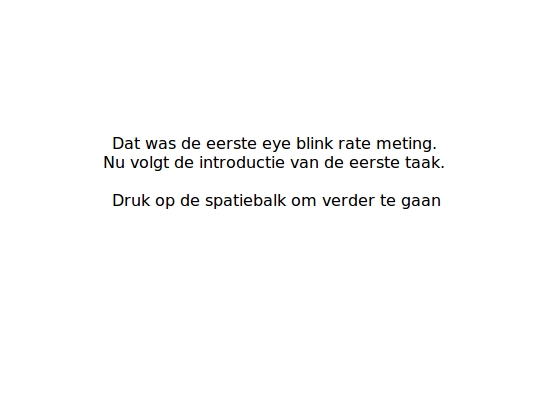 Dat was de eerste eye blink rate meting.
Nu volgt de introductie van de eerste taak.
Druk op de spatiebalk om verder te gaan